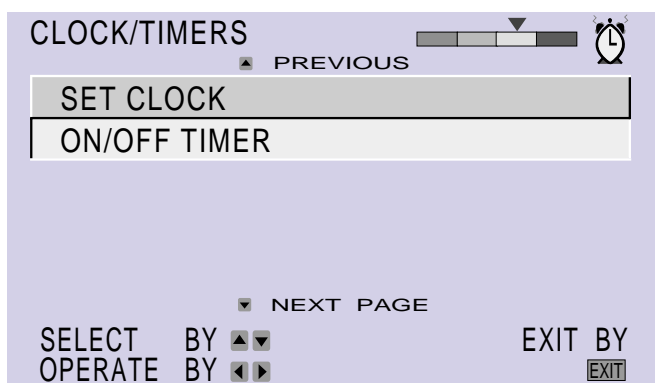 CLOCK/TIMERS
PREVIOUS
SET CLOCK
ON/OFF TIMER
NEXT PAGE
SELECT BY EXIT BY
OPERATE BY EXIT